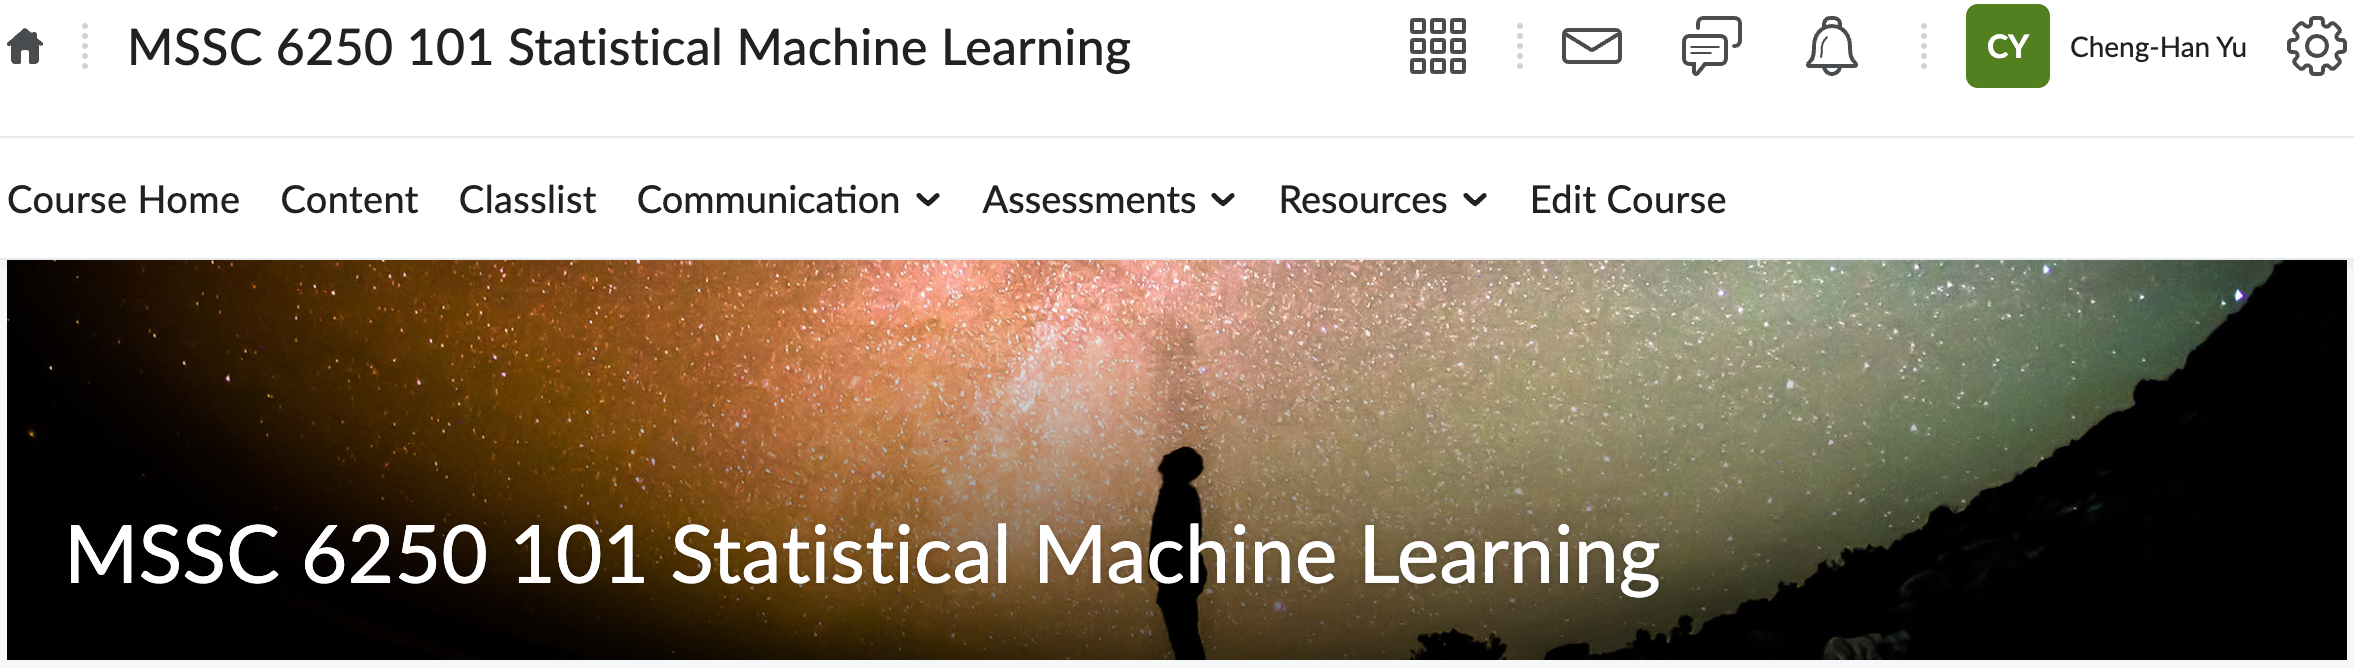 MSSC 6250 101 Statistical Machine Learning
CY Cheng-Han Yu
Course Home Content Classlist Communication Assessments Resources Edit Course
MSSC 6250 101 Statistical Machine Learning